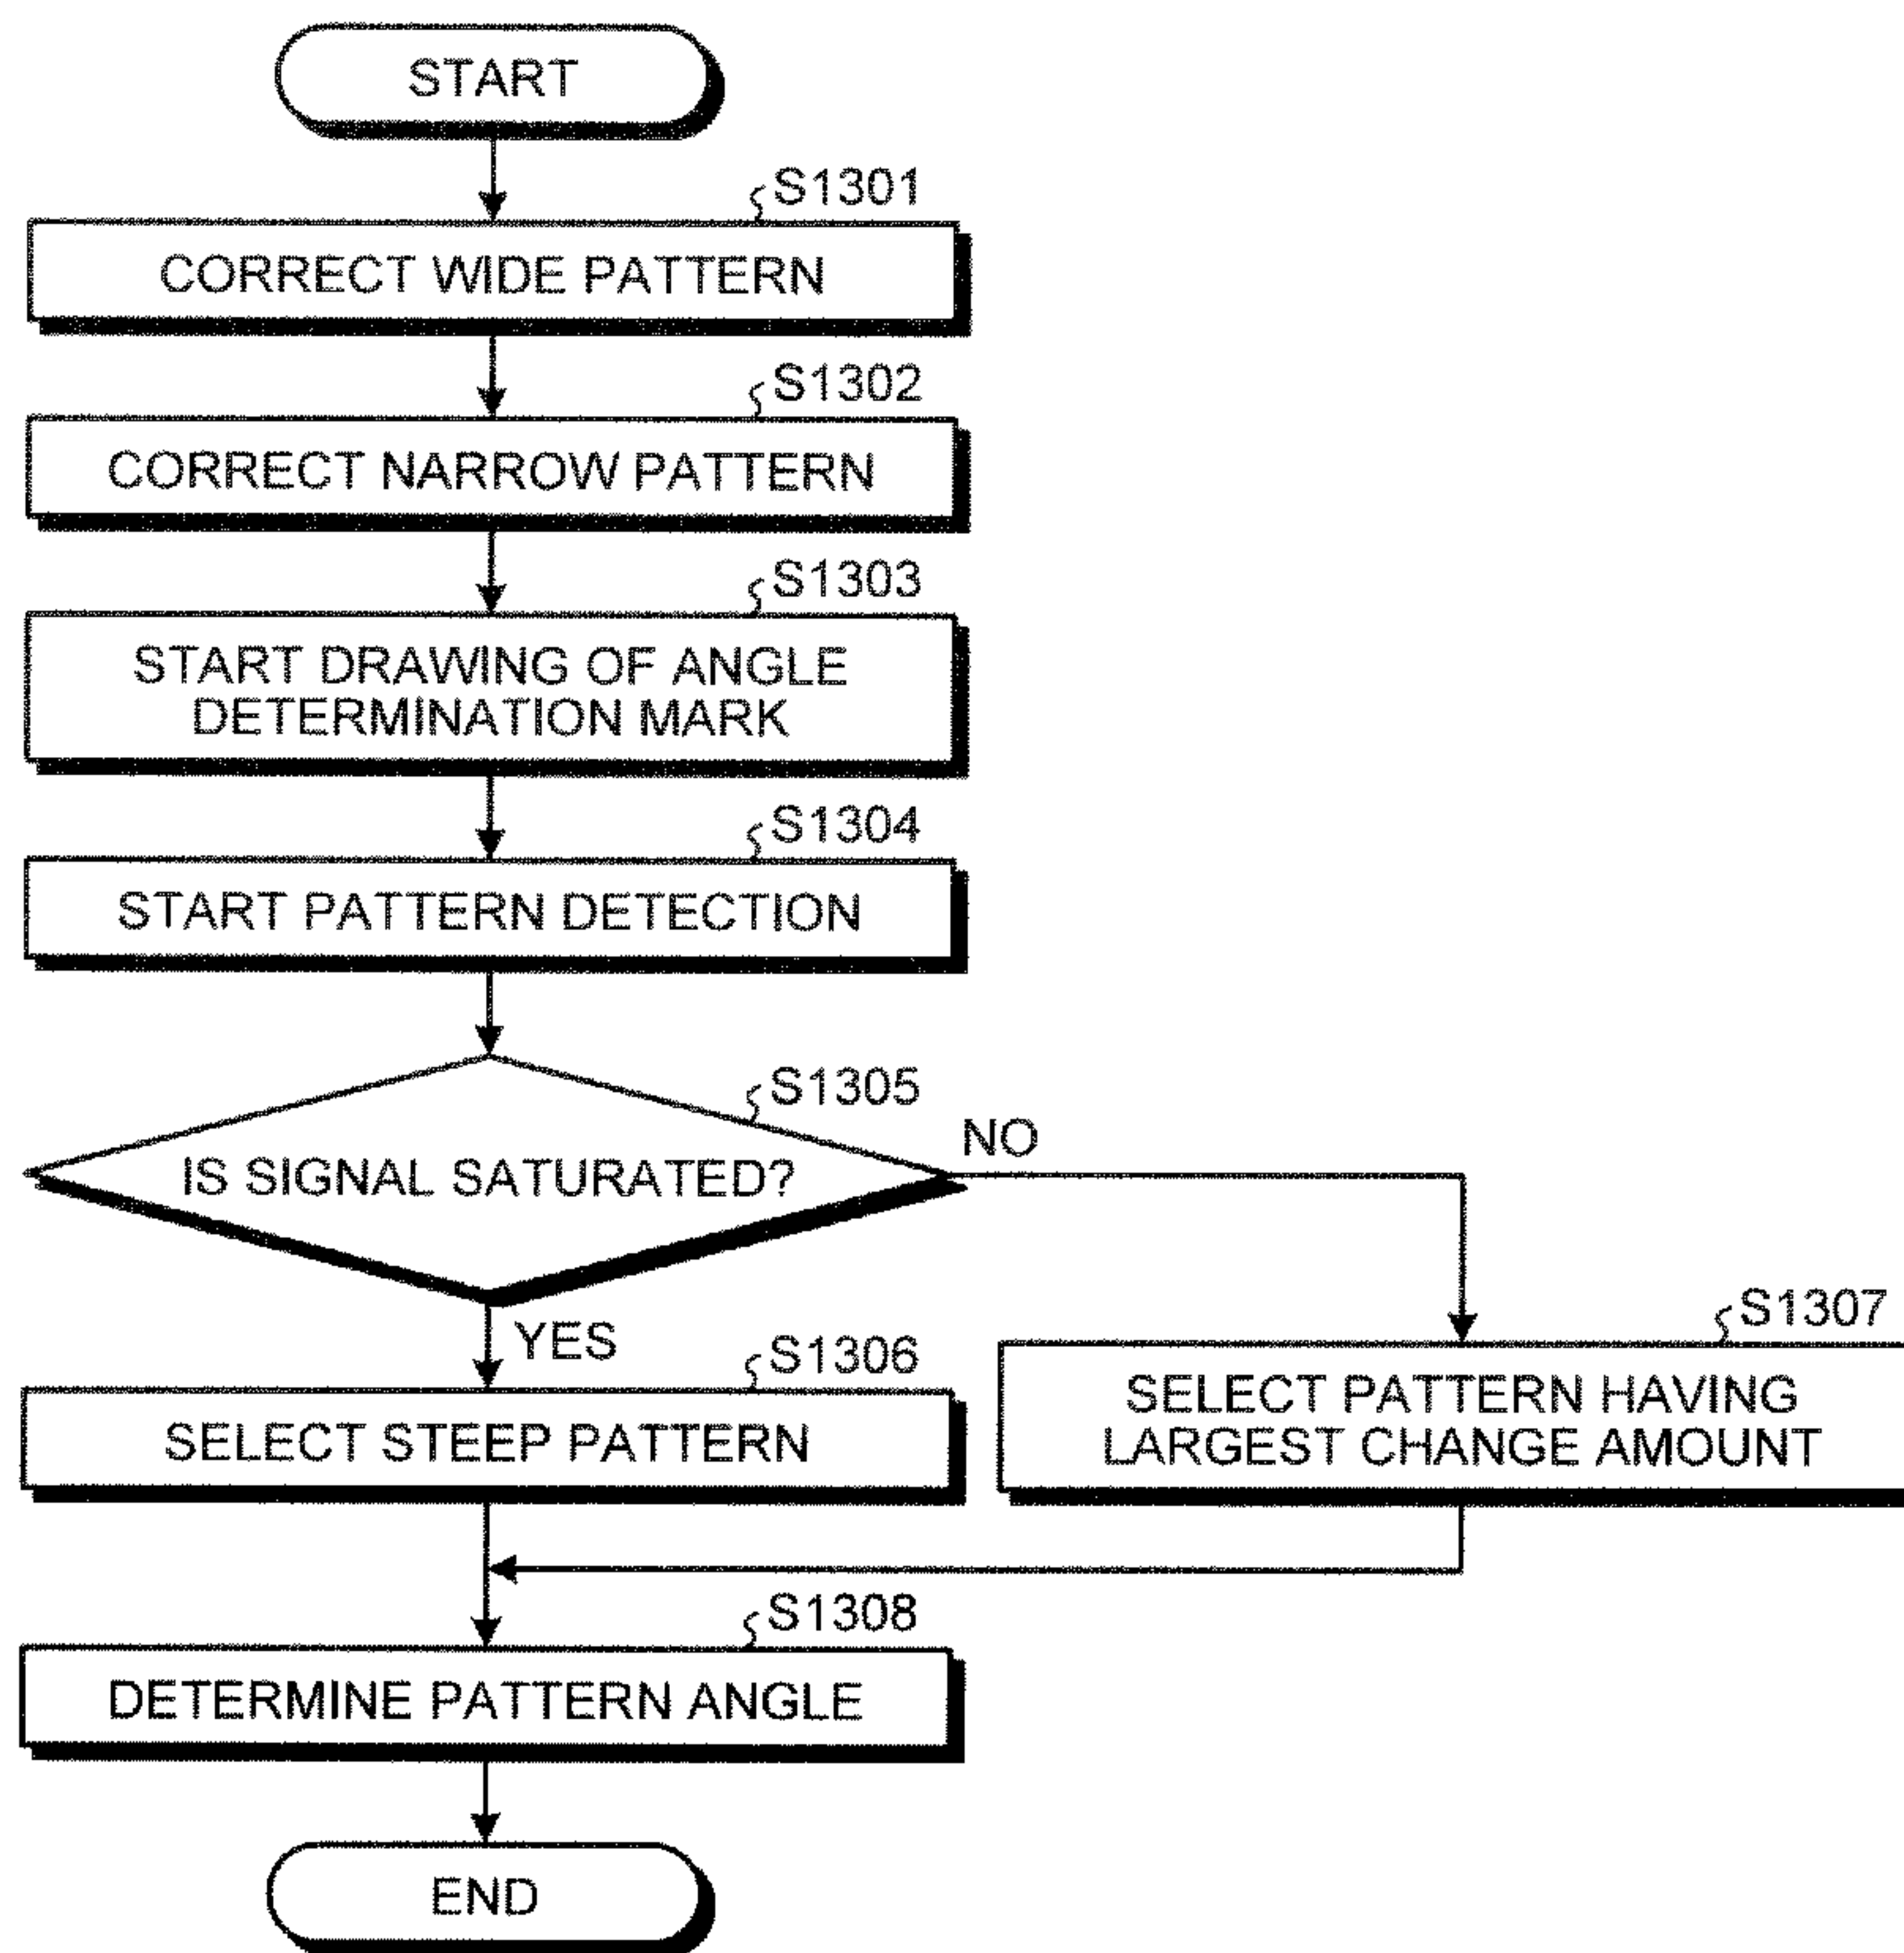 START
S1301
CORRECT WIDE PATTERN
S1302
CORRECT NARROW PATTERN
S1303
START DRAWING OF ANGLE
DETERMINATION MARK
S1304
START PATTERN DETECTION
S1305
IS SIGNAL SATURATED?
NO
YES
S1306
SELECT STEEP PATTERN
S1307
SELECT PATTERN HAVING
LARGEST CHANGE AMOUNT
S1308
DETERMINE PATTERN ANGLE
END